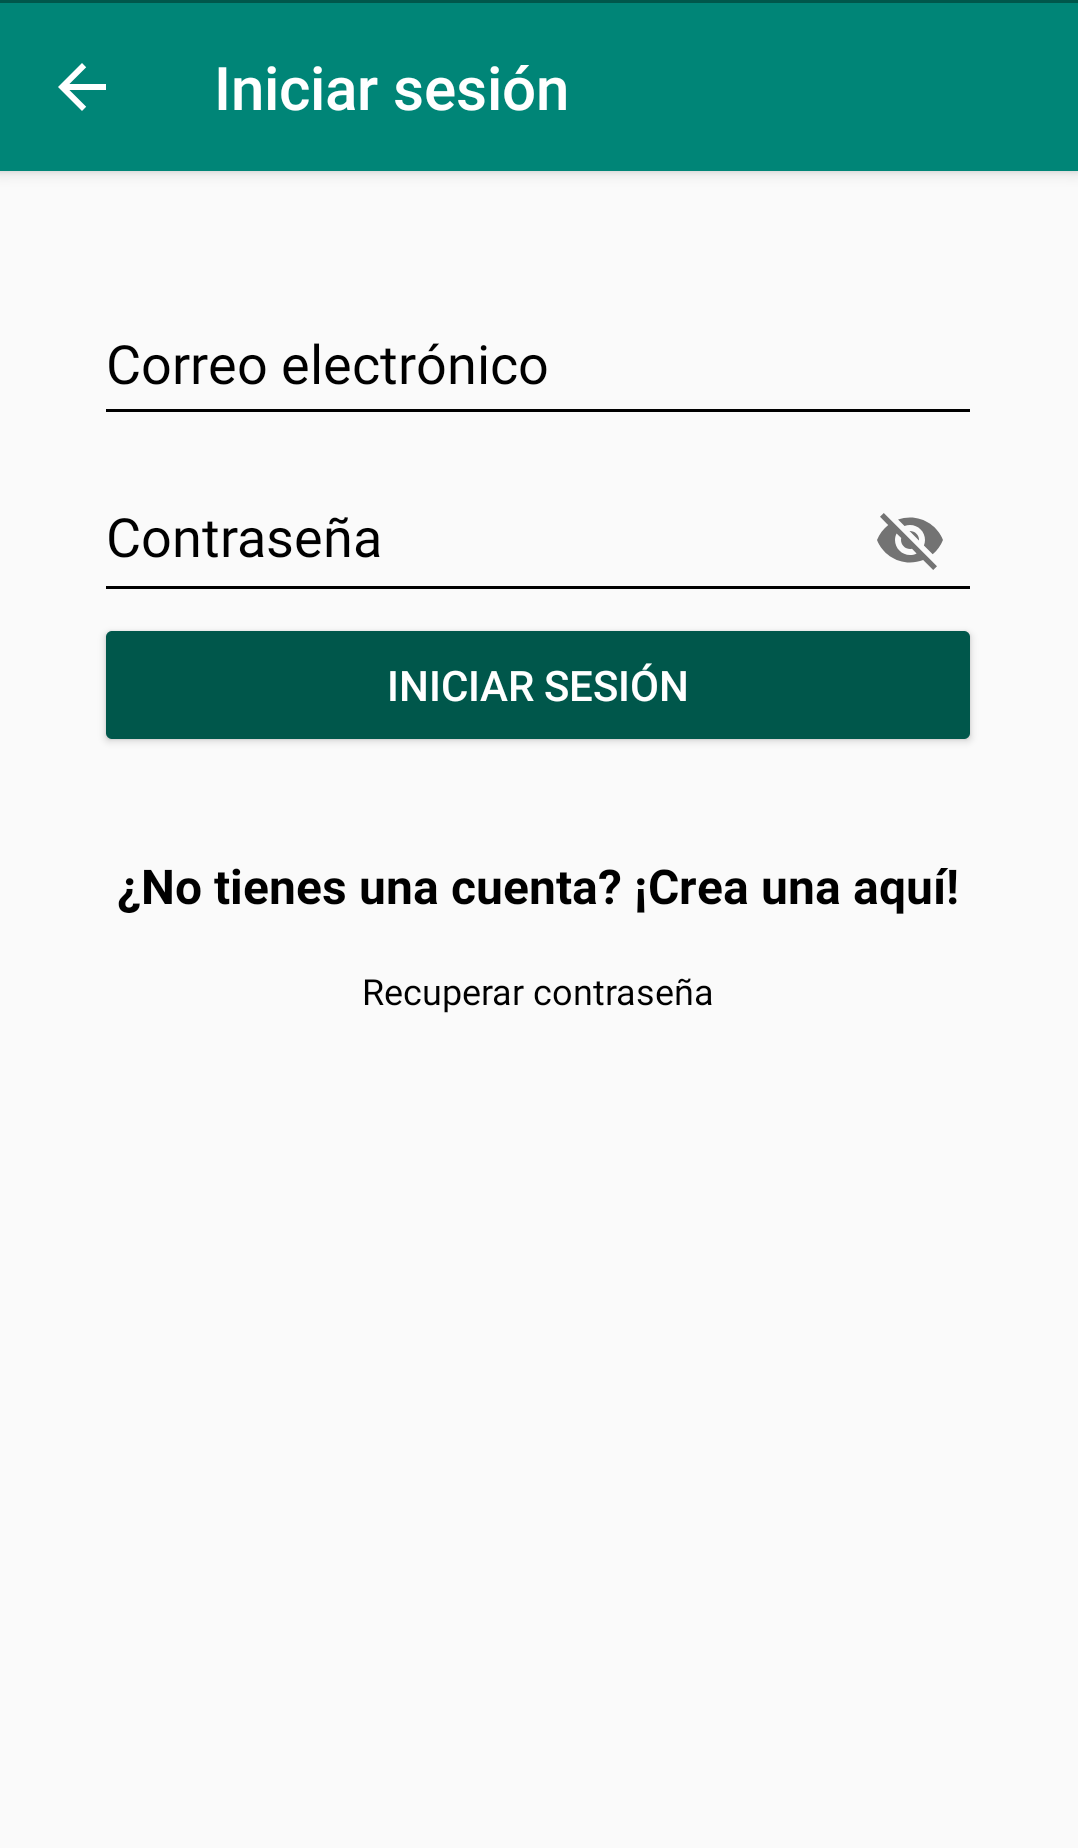 Iniciar sesión
Correo electrónico
Contraseña
INICIAR SESIÓN
¿No tienes una cuenta? ¡Crea una aquí!
Recuperar contraseña